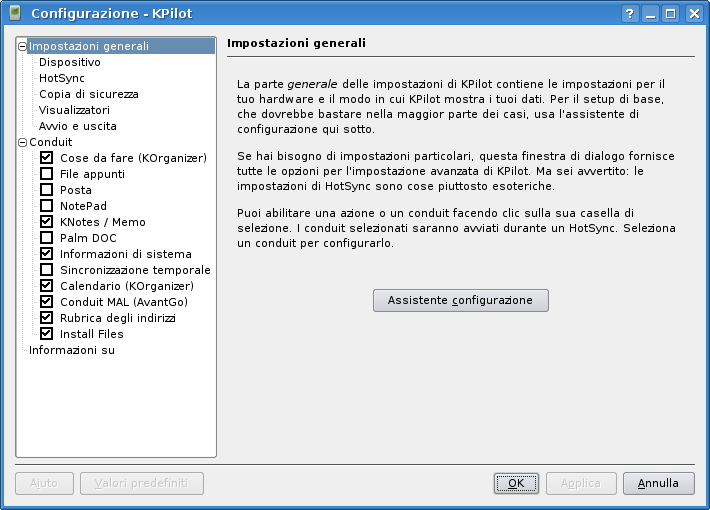 Configurazione - KPilot
Impostazioni generali
Dispositivo
HotSync
Copia di sicurezza
Visualizzatori
Avvio e uscita
Conduit
Cose da fare (KOrganizer)
File appunti
Posta
NotePad
KNotes / Memo
Palm DOC
Informazioni di sistema
Sincronizzazione temporale
Calendario (KOrganizer)
Conduit MAL (AvantGo)
Rubrica degli indirizzi
Install Files
Informazioni su
Impostazioni generali
La parte generale delle impostazioni di KPilot contiene le impostazioni per il
tuo hardware e il modo in cui KPilot mostra i tuoi dati. Per il setup di base,
che dovrebbe bastare nella maggior parte dei casi, usa l'assistente di
configurazione qui sotto.
Se hai bisogno di impostazioni particolari, questa finestra di dialogo fornisce
tutte le opzioni per l'impostazione avanzata di KPilot. Ma sei avvertito: le
impostazioni di HotSync sono cose piuttosto esoteriche.
Puoi abilitare una azione o un conduit facendo clic sulla sua casella di
selezione. I conduit selezionati saranno avviati durante un HotSync. Seleziona
un conduit per configurarlo.
Assistente configurazione
Aiuto
Valori predefiniti
OK
Applica
Annulla